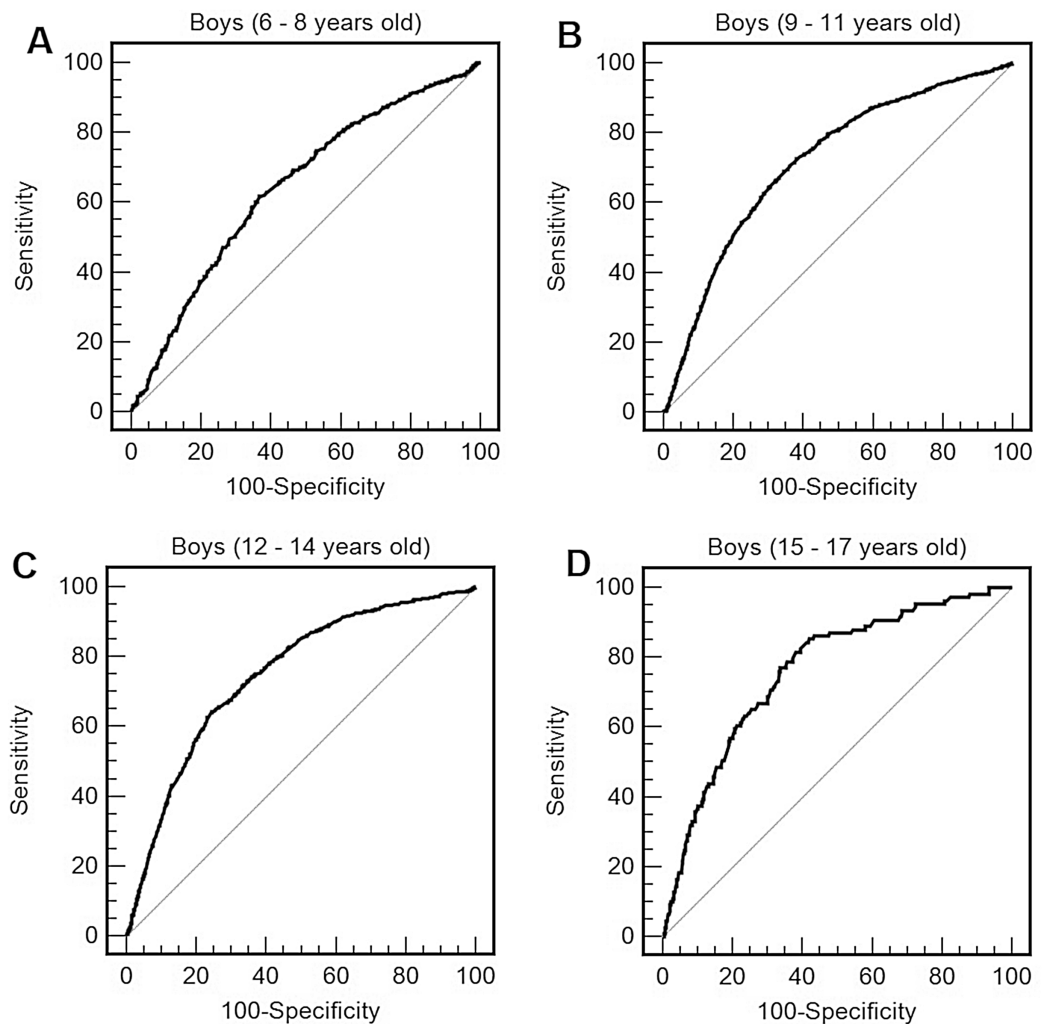 A
Boys (6 - 8 years old)
100
80
60
40
20
0
Sensitivity
0 20 40 60 80 100
100-Specificity
B
Boys (9 - 11 years old)
100
80
60
40
20
0
Sensitivity
0 20 40 60 80 100
100-Specificity
C
Boys (12 - 14 years old)
100
80
60
40
20
0
Sensitivity
0 20 40 60 80 100
100-Specificity
D
Boys (15 - 17 years old)
100
80
60
40
20
0
Sensitivity
0 20 40 60 80 100
100-Specificity